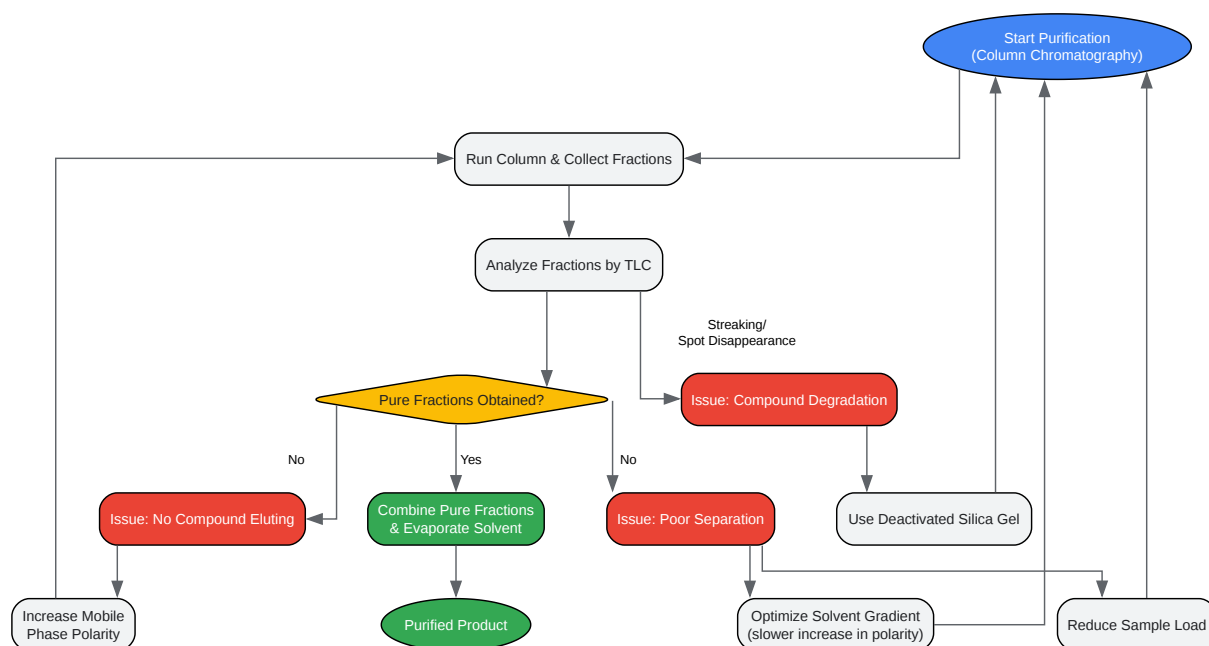 Start Purification
(Column Chromatography)
Run Column & Collect Fractions
Analyze Fractions by TLC
Streaking/
Spot Disappearance
Pure Fractions Obtained?
Issue: Compound Degradation
No
Yes
No
Issue: No Compound Eluting
Combine Pure Fractions
& Evaporate Solvent
Issue: Poor Separation
Use Deactivated Silica Gel
Increase Mobile
Phase Polarity
Purified Product
Optimize Solvent Gradient
(slower increase in polarity)
Reduce Sample Load